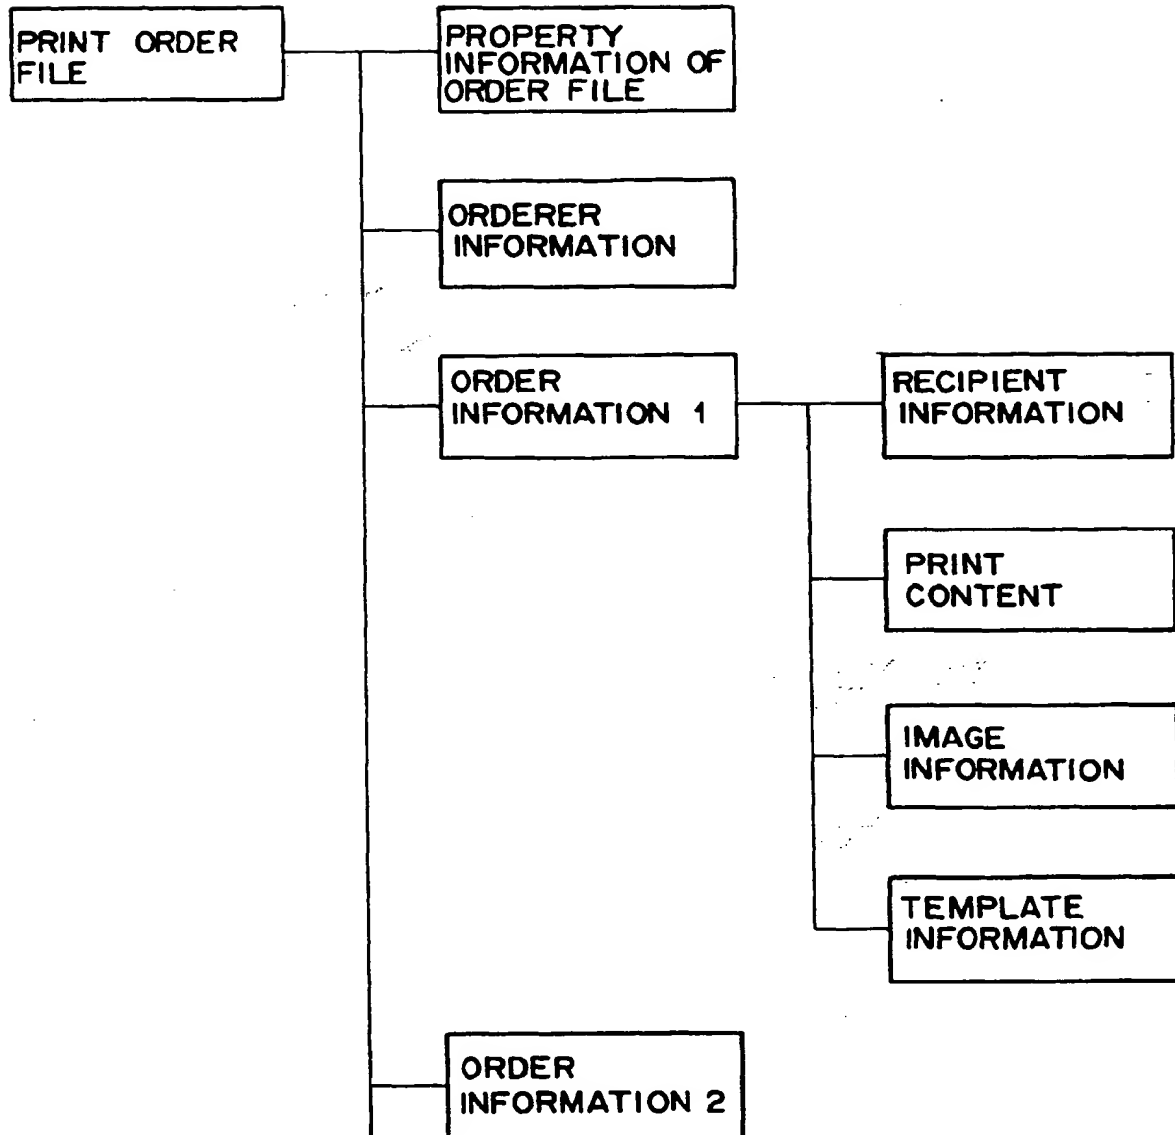 PRINT ORDER
FILE
PROPERTY
INFORMATION OF
ORDER FILE
ORDERER
INFORMATION
ORDER
INFORMATION 1
RECIPIENT
INFORMATION
PRINT
CONTENT
IMAGE
INFORMATION
TEMPLATE
INFORMATION
ORDER
INFORMATION 2